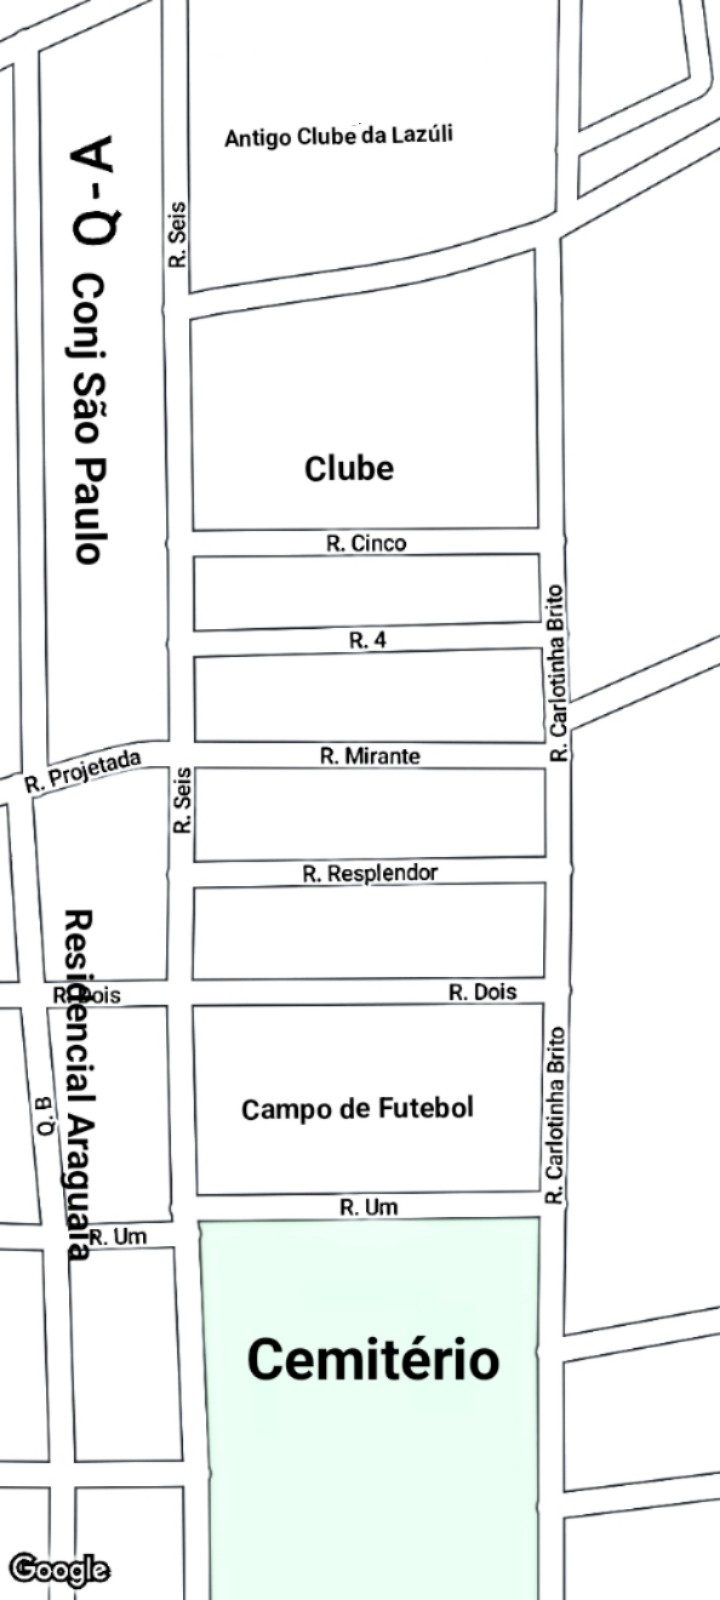 Antigo Clube da Lazúli
Q - A
Conj São Paulo
R. Seis
Clube
R. Cinco
R. 4
R. Carlotinha Brito
R. Mirante
R. Projetada
R. Seis
R. Resplendor
Residencial Araguaia
R. Dois
R. Dois
Q. B
Campo de Futebol
R. Carlotinha Brito
R. Um
R. Um
Cemitério
Google